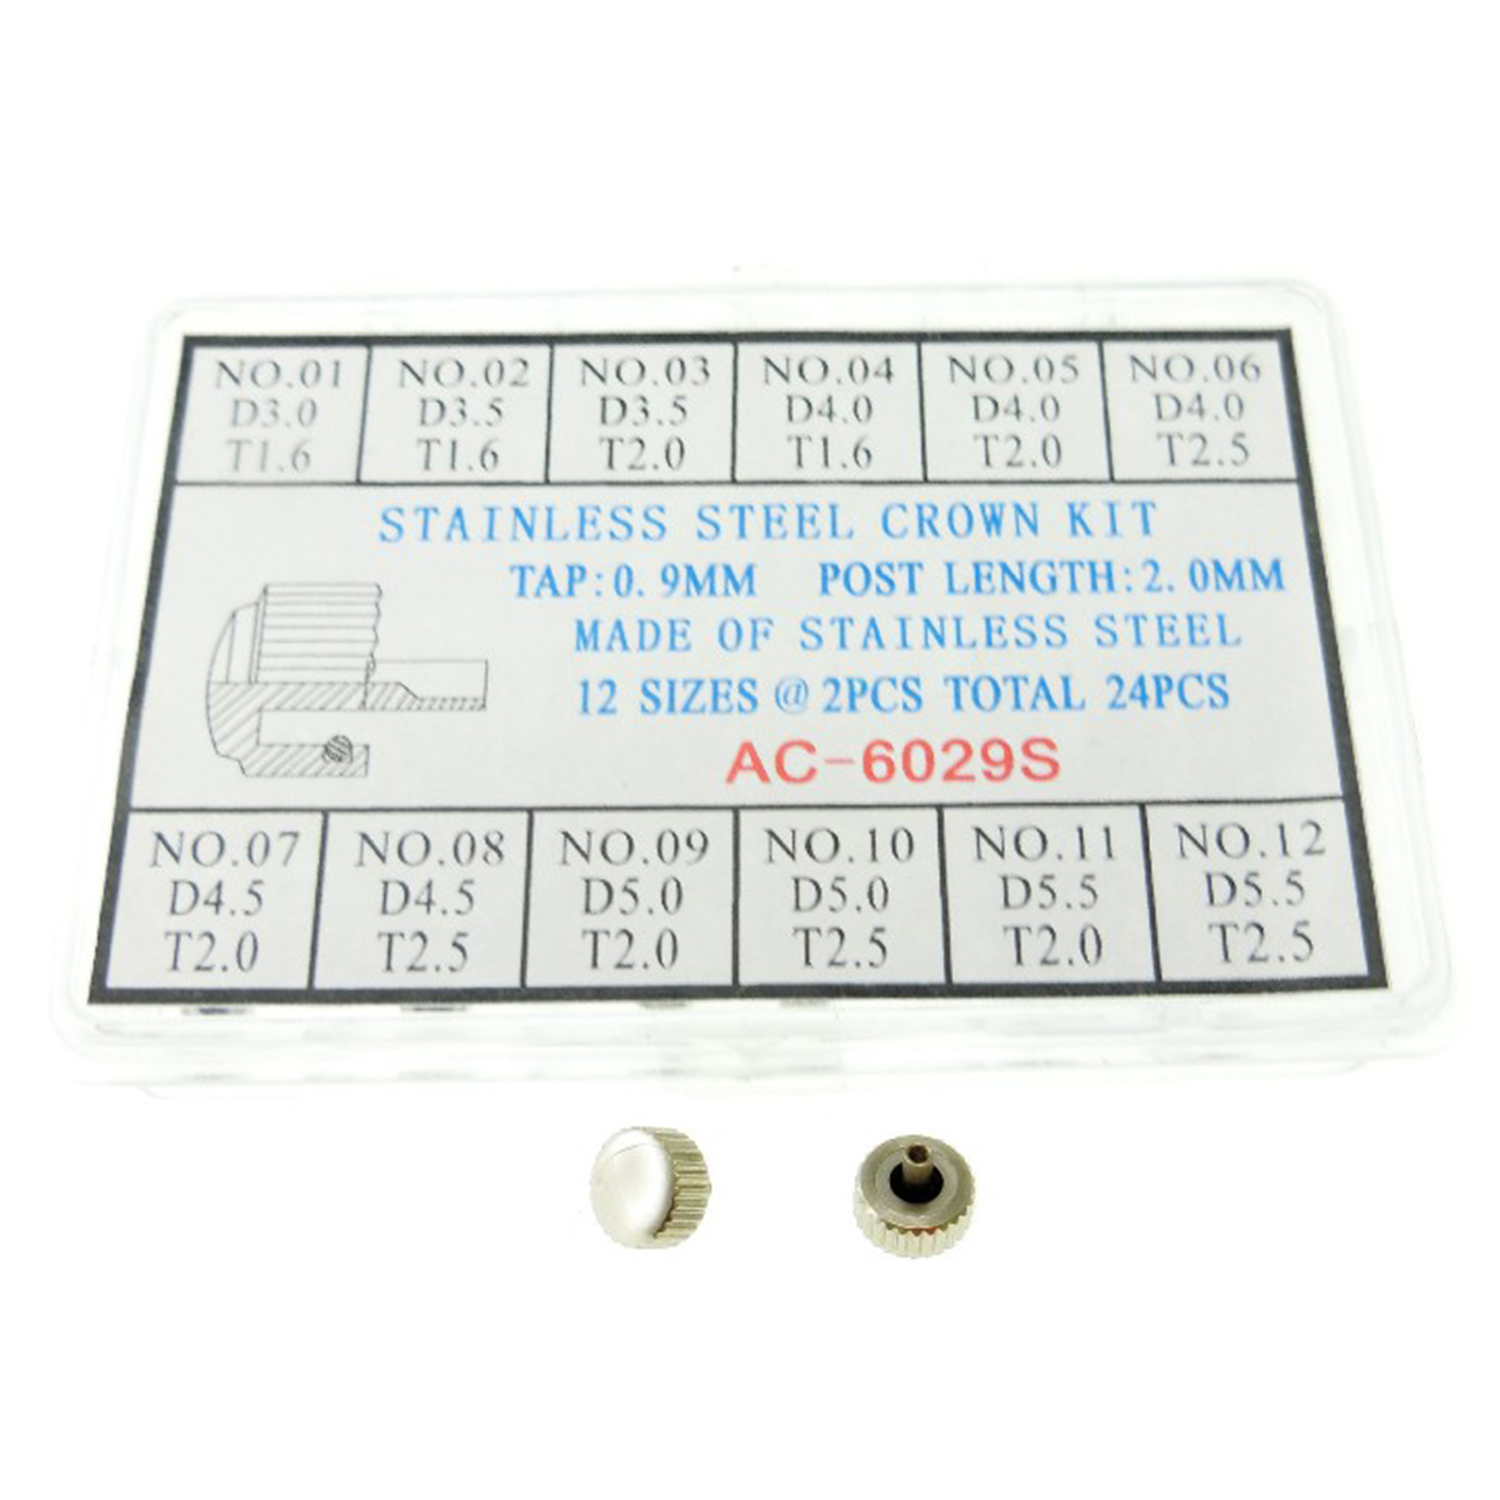 NO.01 NO.02 NO.03 NO.04 NO.05 NO.06
D3.0 D3.5 D3.5 D4.0 D4.0 D4.0
T1.6 T1.6 T2.0 T1.6 T2.0 T2.5
STAINLESS STEEL CROWN KIT
TAP:0.9MM POST LENGTH:2.0MM
MADE OF STAINLESS STEEL
12 SIZES @ 2PCS TOTAL 24PCS
AC-6029S
NO.07 NO.08 NO.09 NO.10 NO.11 NO.12
D4.5 D4.5 D5.0 D5.0 D5.5 D5.5
T2.0 T2.5 T2.0 T2.5 T2.0 T2.5